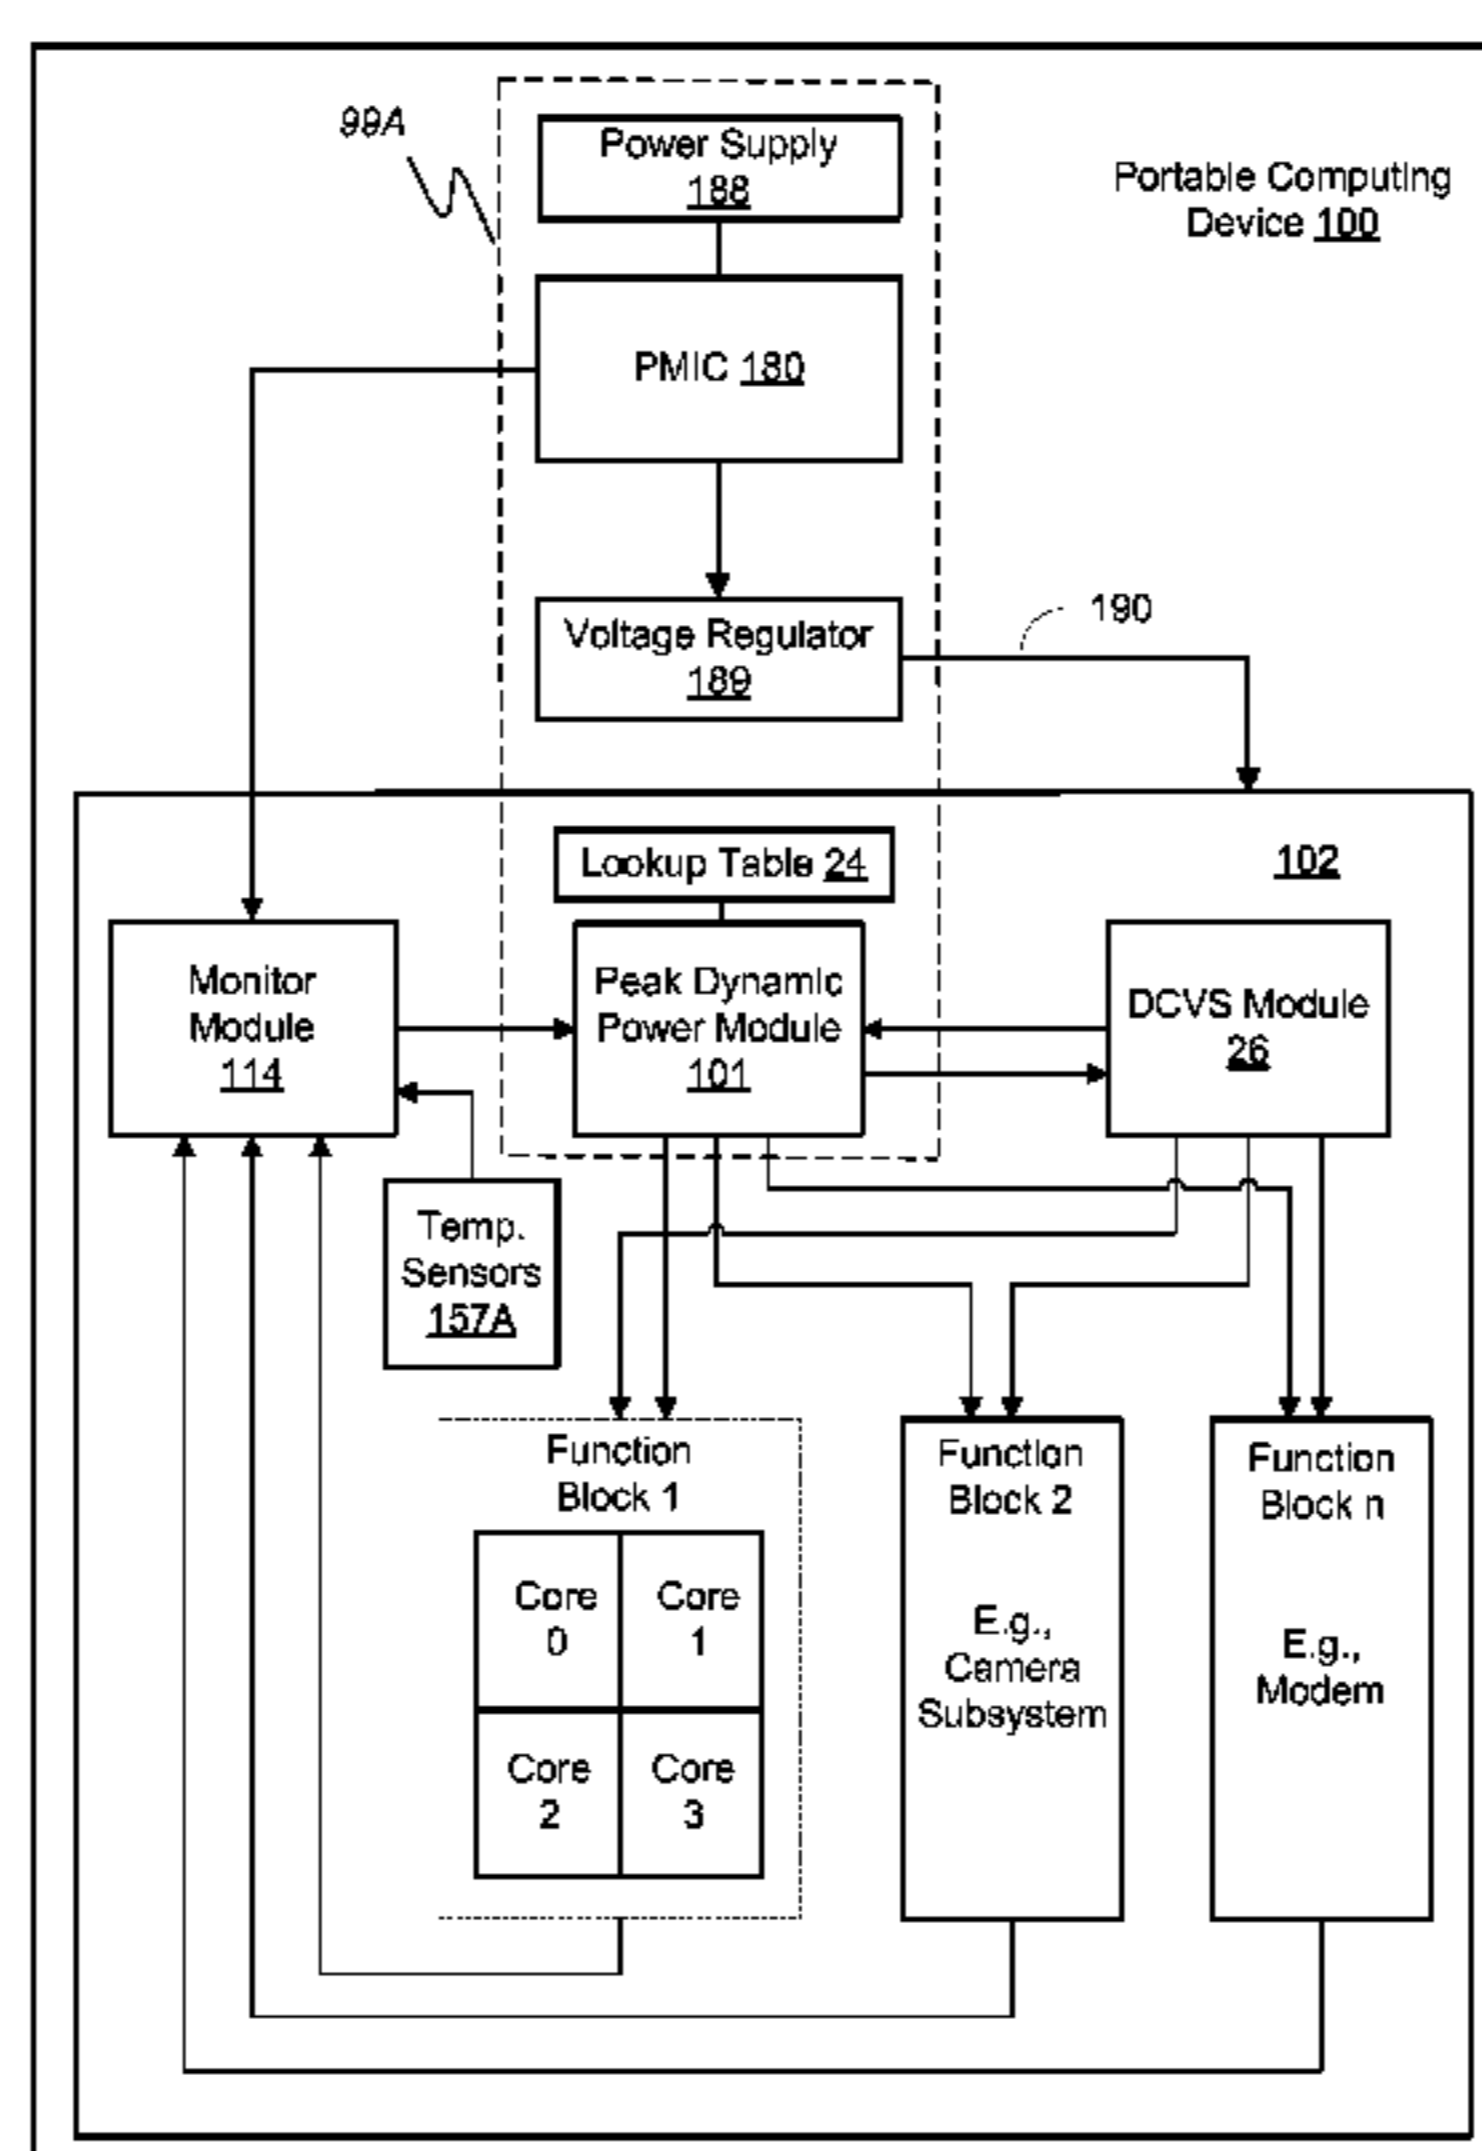 99A
Power Supply
188
Portable Computing
Device 100
PMIC 180
190
Voltage Regulator
189
Lookup Table 24
102
Monitor
Module
114
Peak Dynamic
Power Module
101
DCVS Module
26
Temp.
Sensors
157A
Function
Block 1
Core
0
Core
1
Core
2
Core
3
Function
Block 2
E.g.,
Camera
Subsystem
Function
Block n
E.g.,
Modem